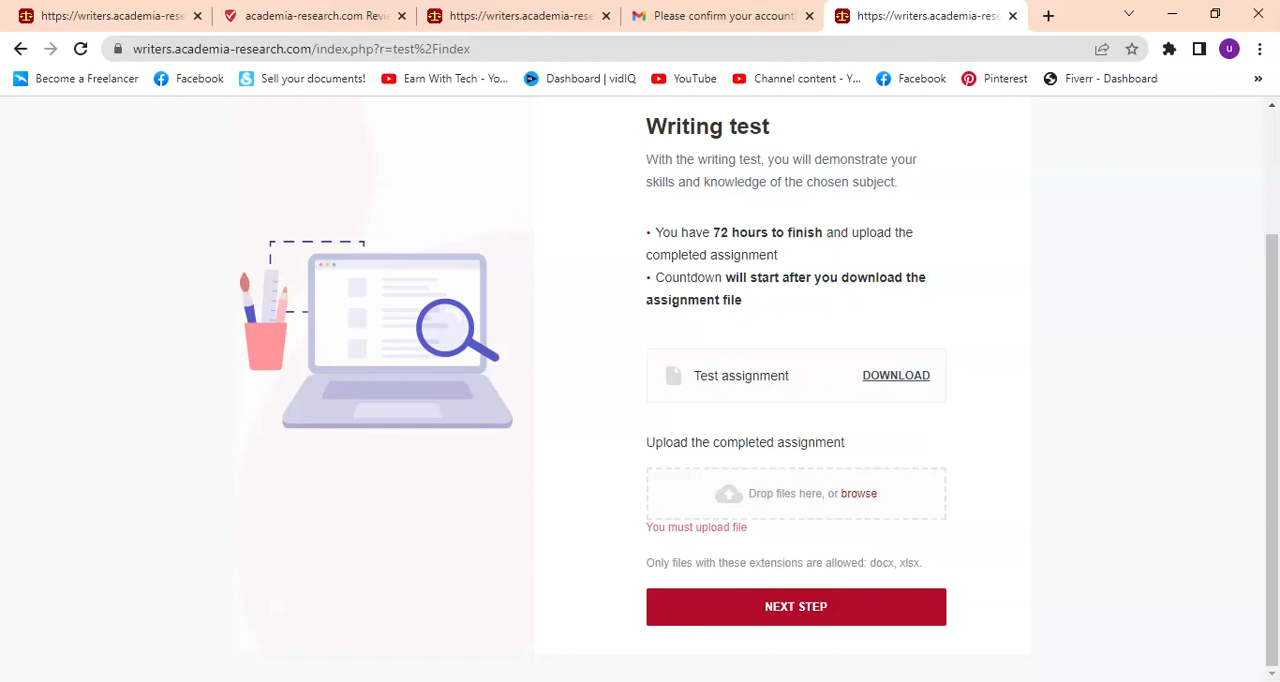 https://writers.academia-rese
academia-research.com Revi
https://writers.academia-rese
Please confirm your account
https://writers.academia-rese
writers.academia-research.com/index.php?r=test%2Findex
u
Become a Freelancer
Facebook
Sell your documents!
Earn With Tech - Yo...
Dashboard | vidIQ
YouTube
Channel content - Y...
Facebook
Pinterest
Fiverr - Dashboard
»
Writing test
With the writing test, you will demonstrate your
skills and knowledge of the chosen subject.
• You have 72 hours to finish and upload the
completed assignment
• Countdown will start after you download the
assignment file
Test assignment
DOWNLOAD
Upload the completed assignment
Drop files here, or browse
You must upload file
Only files with these extensions are allowed: docx, xlsx.
NEXT STEP